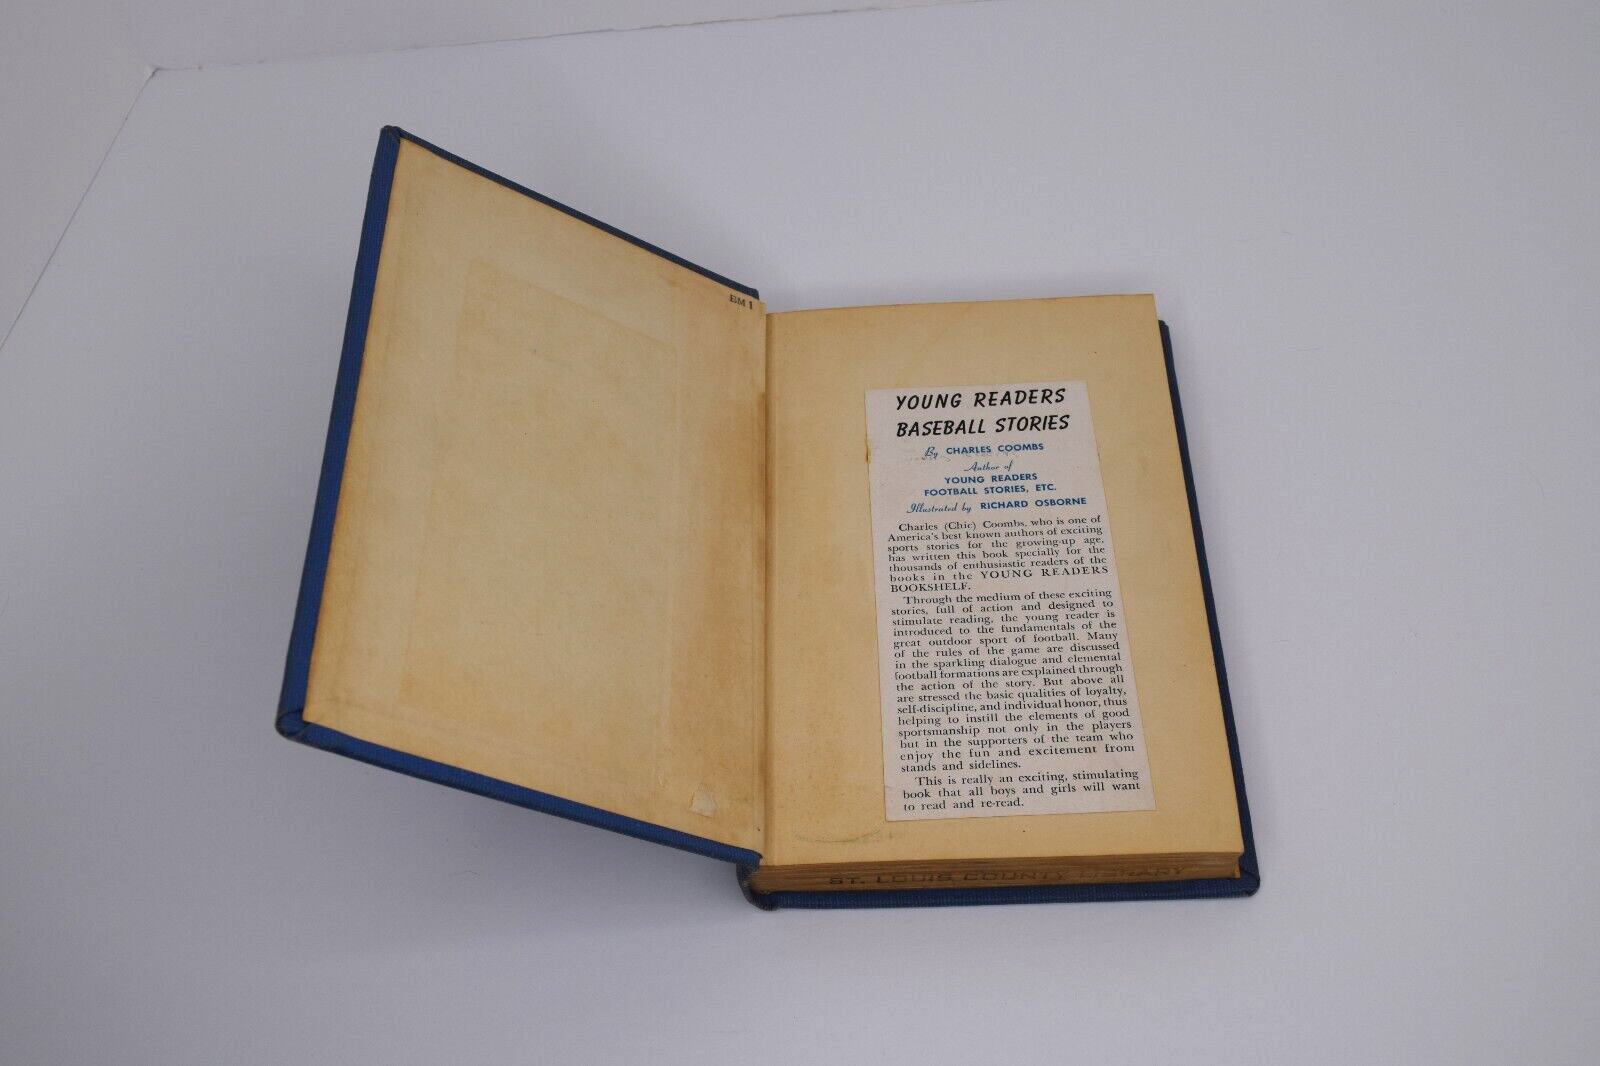 BM 1
YOUNG READERS
BASEBALL STORIES
By CHARLES COOMBS
Author of
YOUNG READERS
FOOTBALL STORIES, ETC.
Illustrated by RICHARD OSBORNE
Charles (Chic) Coombs, who is one of
America's best known authors of exciting
sports stories for the growing-up age,
has written this book specially for the
thousands of enthusiastic readers of the
books in the YOUNG READERS
BOOKSHELF.
Through the medium of these exciting
stories, full of action and designed to
stimulate reading, the young reader is
introduced to the fundamentals of the
great outdoor sport of football. Many
of the rules of the game are discussed
in the sparkling dialogue and elemental
football formations are explained through
the action of the story. But above all
are stressed the basic qualities of loyalty,
self-discipline, and individual honor, thus
helping to instill the elements of good
sportsmanship not only in the players
but in the supporters of the team who
enjoy the fun and excitement from
stands and sidelines.
This is really an exciting, stimulating
book that all boys and girls will want
to read and re-read.
ST. LOUIS COUNTY LIBRARY